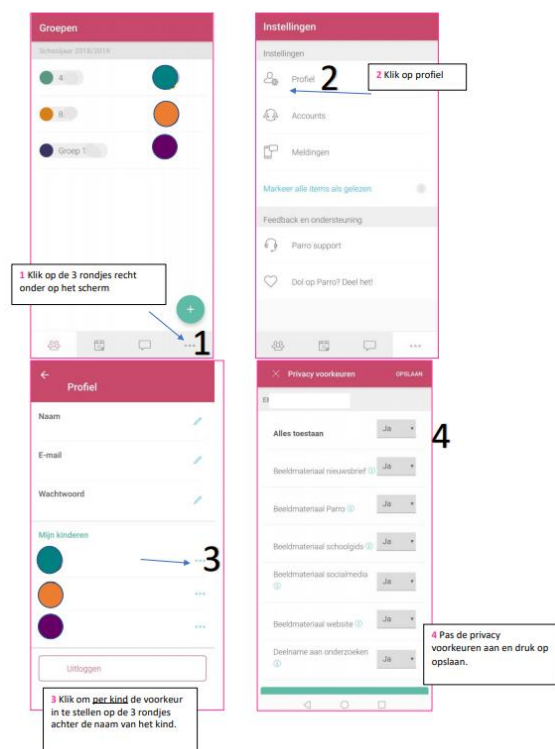 Groepen
Schooljaar 2018/2019
4
8
Groep 1
1 Klik op de 3 rondjes recht
onder op het scherm
+
1
Instellingen
Instellingen
Profiel
2
2 Klik op profiel
Accounts
Meldingen
Markeer alle items als gelezen
Feedback en ondersteuning
Parro support
Dol op Parro? Deel het!
Profiel
Naam
E-mail
Wachtwoord
Mijn kinderen
3
Uitloggen
3 Klik om per kind de voorkeur
in te stellen op de 3 rondjes
achter de naam van het kind.
Privacy voorkeuren OPSLAAN
Alles toestaan Ja
4
Beeldmateriaal nieuwsbrief Ja
Beeldmateriaal Parro Ja
Beeldmateriaal schoolgids Ja
Beeldmateriaal socialmedia Ja
Beeldmateriaal website Ja
Deelname aan onderzoeken Ja
4 Pas de privacy
voorkeuren aan en druk op
opslaan.